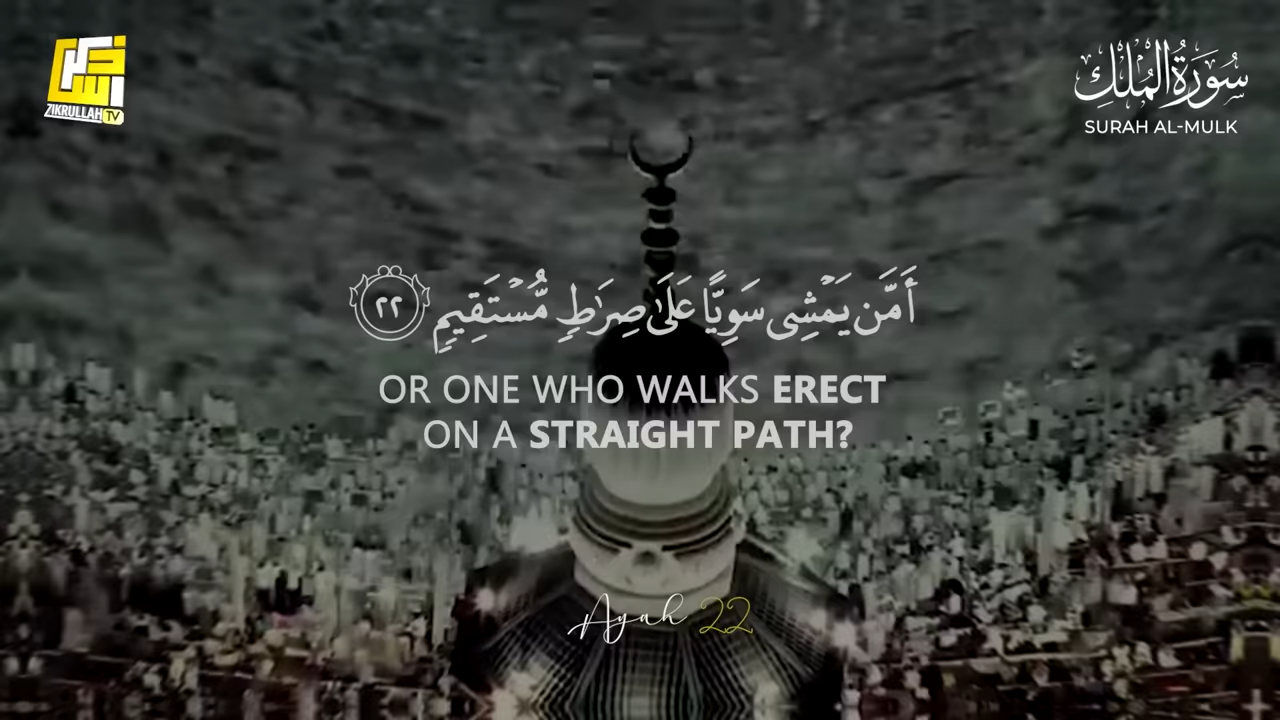 ذكر الله
ZIKRULLAH TV
سُورَةُ الْمُلْكِ
SURAH AL-MULK
أَمَّن يَمْشِى سَوِيًّا عَلَىٰ صِرَٰطٍ مُّسْتَقِيمٍ ٢٢
OR ONE WHO WALKS ERECT
ON A STRAIGHT PATH?
Ayah 22